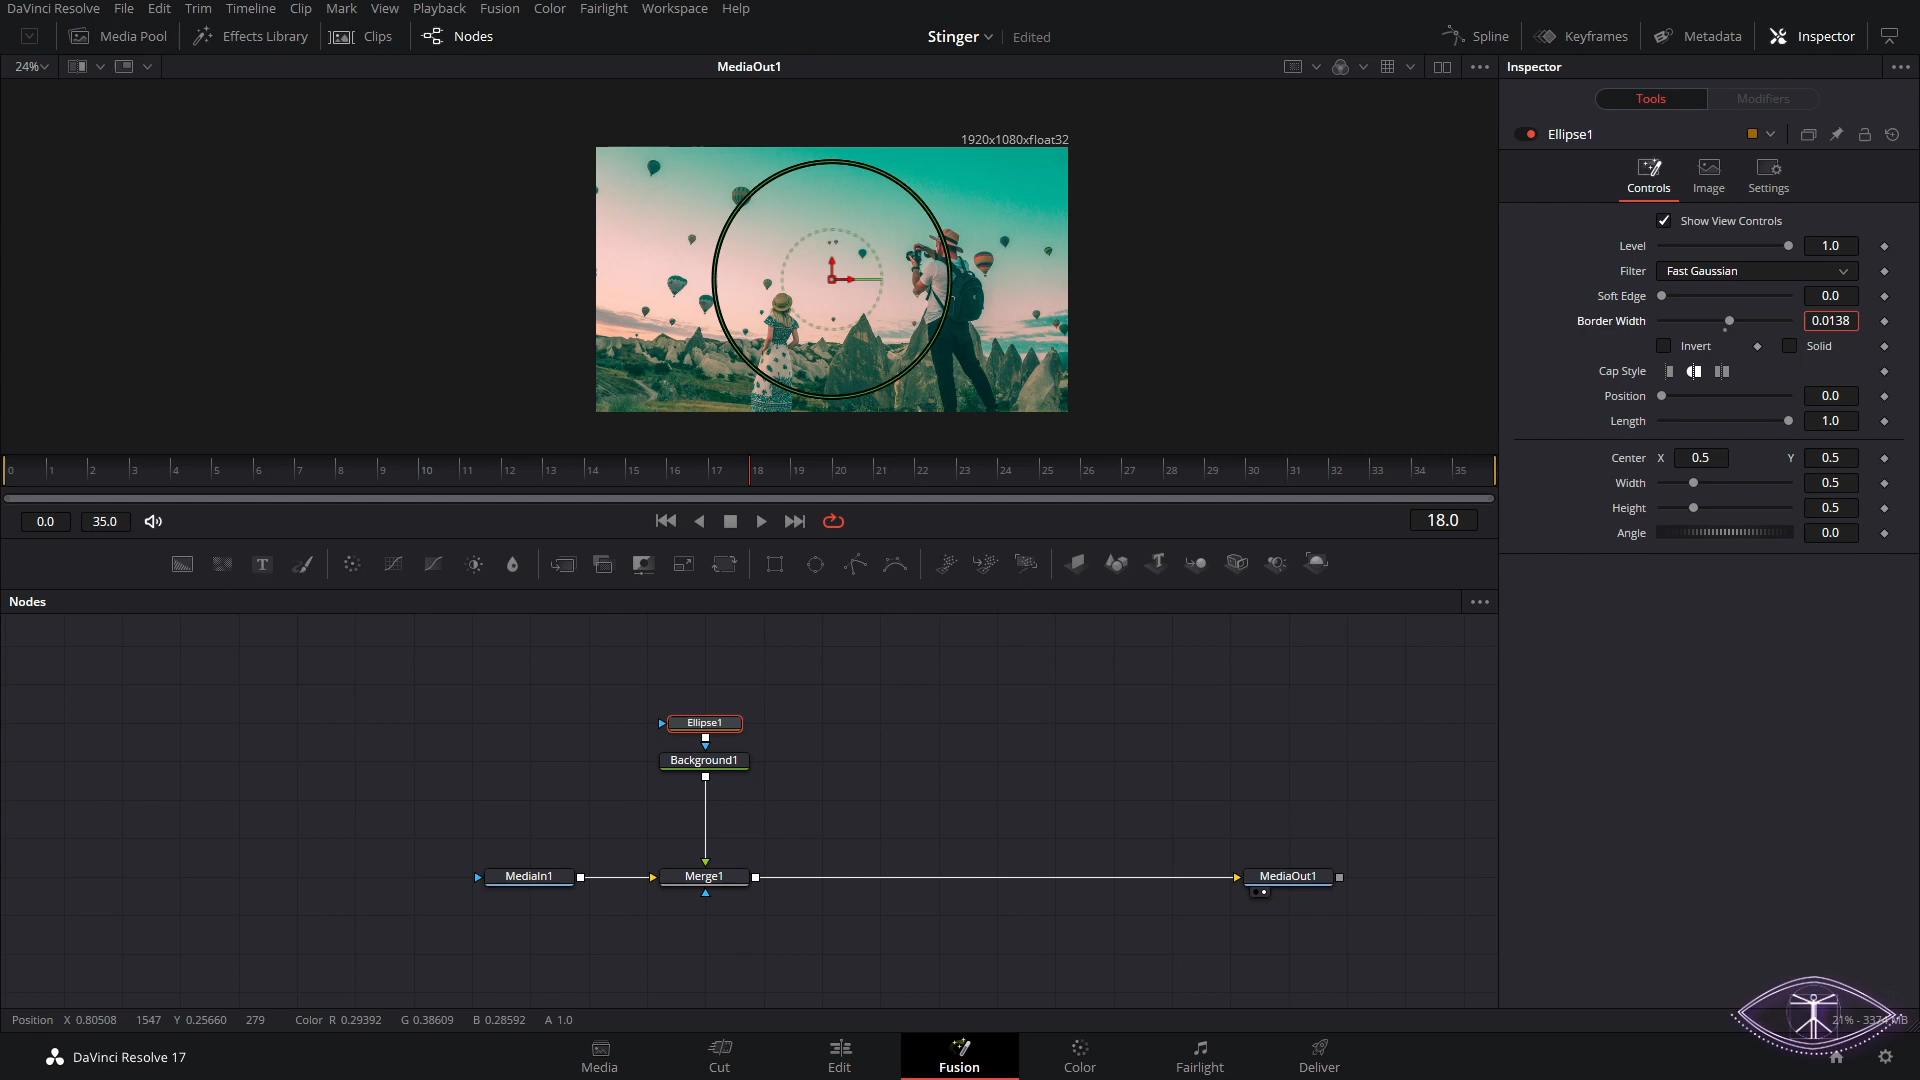 DaVinci Resolve File Edit Trim Timeline Clip Mark View Playback Fusion Color Fairlight Workspace Help
Media Pool Effects Library Clips Nodes Stinger Edited Spline Keyframes Metadata Inspector
24% MediaOut1 Inspector
Tools Modifiers
1920x1080xfloat32
Ellipse1
Controls Image Settings
Show View Controls
Level 1.0
Filter Fast Gaussian
Soft Edge 0.0
Border Width 0.0138
Invert Solid
Cap Style
Position 0.0
Length 1.0
Center X 0.5 Y 0.5
Width 0.5
Height 0.5
Angle 0.0
0 1 2 3 4 5 6 7 8 9 10 11 12 13 14 15 16 17 18 19 20 21 22 23 24 25 26 27 28 29 30 31 32 33 34 35
0.0 35.0 18.0
Nodes
Ellipse1
Background1
MediaIn1 Merge1 MediaOut1
Position X 0.80508 1547 Y 0.25660 279 Color R 0.29392 G 0.38609 B 0.28592 A 1.0
21% - 3374 MB
DaVinci Resolve 17
Media Cut Edit Fusion Color Fairlight Deliver